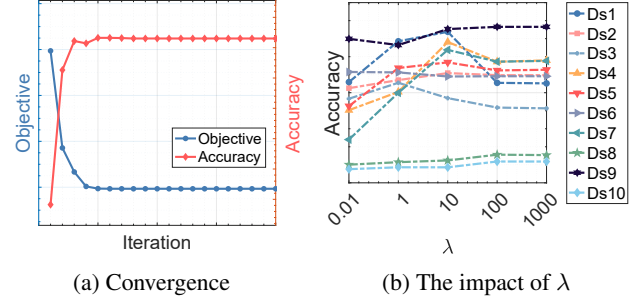 Objective
Objective
Accuracy
Accuracy
Iteration
(a) Convergence
Accuracy
0.01
1
10
100
1000
λ
Ds1
Ds2
Ds3
Ds4
Ds5
Ds6
Ds7
Ds8
Ds9
Ds10
(b) The impact of λ